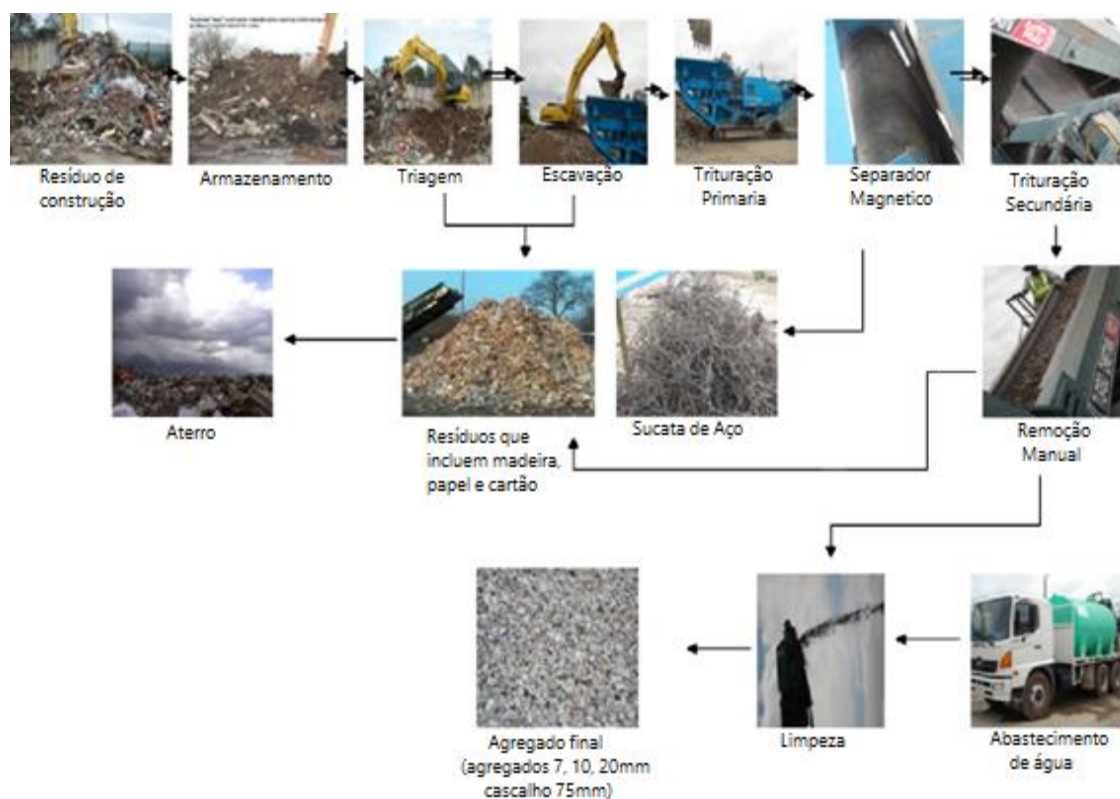 Resíduo de
construção
Armazenamento
Triagem
Escavação
Trituração
Primaria
Separador
Magnetico
Trituração
Secundária
Aterro
Resíduos que
incluem madeira,
papel e cartão
Sucata de Aço
Remoção
Manual
Agregado final
(agregados 7, 10, 20mm
cascalho 75mm)
Limpeza
Abastecimento
de água